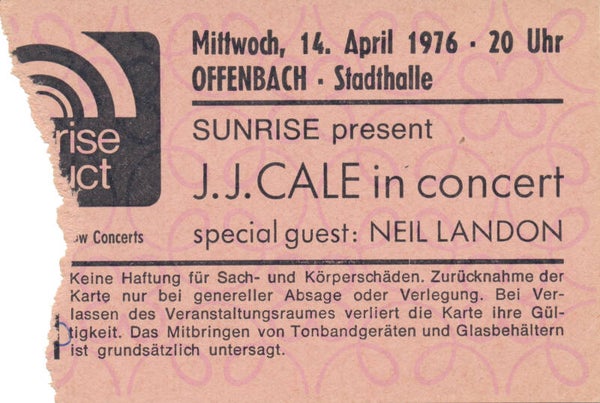 Mittwoch, 14. April 1976 · 20 Uhr
OFFENBACH · Stadthalle
SUNRISE present
J.J. CALE in concert
special guest: NEIL LANDON
rise
uct
ow Concerts
Keine Haftung für Sach- und Körperschäden. Zurücknahme der
Karte nur bei genereller Absage oder Verlegung. Bei Ver-
lassen des Veranstaltungsraumes verliert die Karte ihre Gül-
tigkeit. Das Mitbringen von Tonbandgeräten und Glasbehältern
ist grundsätzlich untersagt.